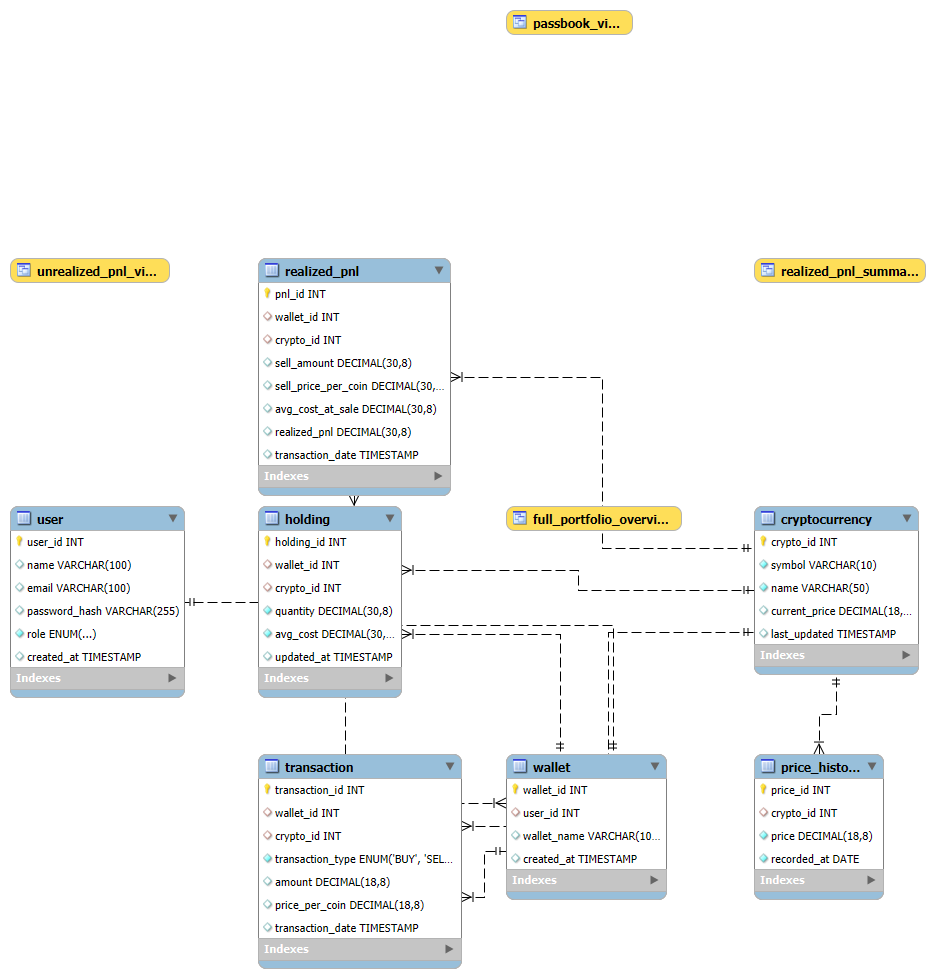 passbook_vi...
unrealized_pnl_vi...
realized_pnl
pnl_id INT
wallet_id INT
crypto_id INT
sell_amount DECIMAL(30,8)
sell_price_per_coin DECIMAL(30,...
avg_cost_at_sale DECIMAL(30,8)
realized_pnl DECIMAL(30,8)
transaction_date TIMESTAMP
Indexes
realized_pnl_summa...
user
user_id INT
name VARCHAR(100)
email VARCHAR(100)
password_hash VARCHAR(255)
role ENUM(...)
created_at TIMESTAMP
Indexes
holding
holding_id INT
wallet_id INT
crypto_id INT
quantity DECIMAL(30,8)
avg_cost DECIMAL(30,...
updated_at TIMESTAMP
Indexes
full_portfolio_overvi...
cryptocurrency
crypto_id INT
symbol VARCHAR(10)
name VARCHAR(50)
current_price DECIMAL(18,...
last_updated TIMESTAMP
Indexes
transaction
transaction_id INT
wallet_id INT
crypto_id INT
transaction_type ENUM('BUY', 'SEL...
amount DECIMAL(18,8)
price_per_coin DECIMAL(18,8)
transaction_date TIMESTAMP
Indexes
wallet
wallet_id INT
user_id INT
wallet_name VARCHAR(10...
created_at TIMESTAMP
Indexes
price_histo...
price_id INT
crypto_id INT
price DECIMAL(18,8)
recorded_at DATE
Indexes